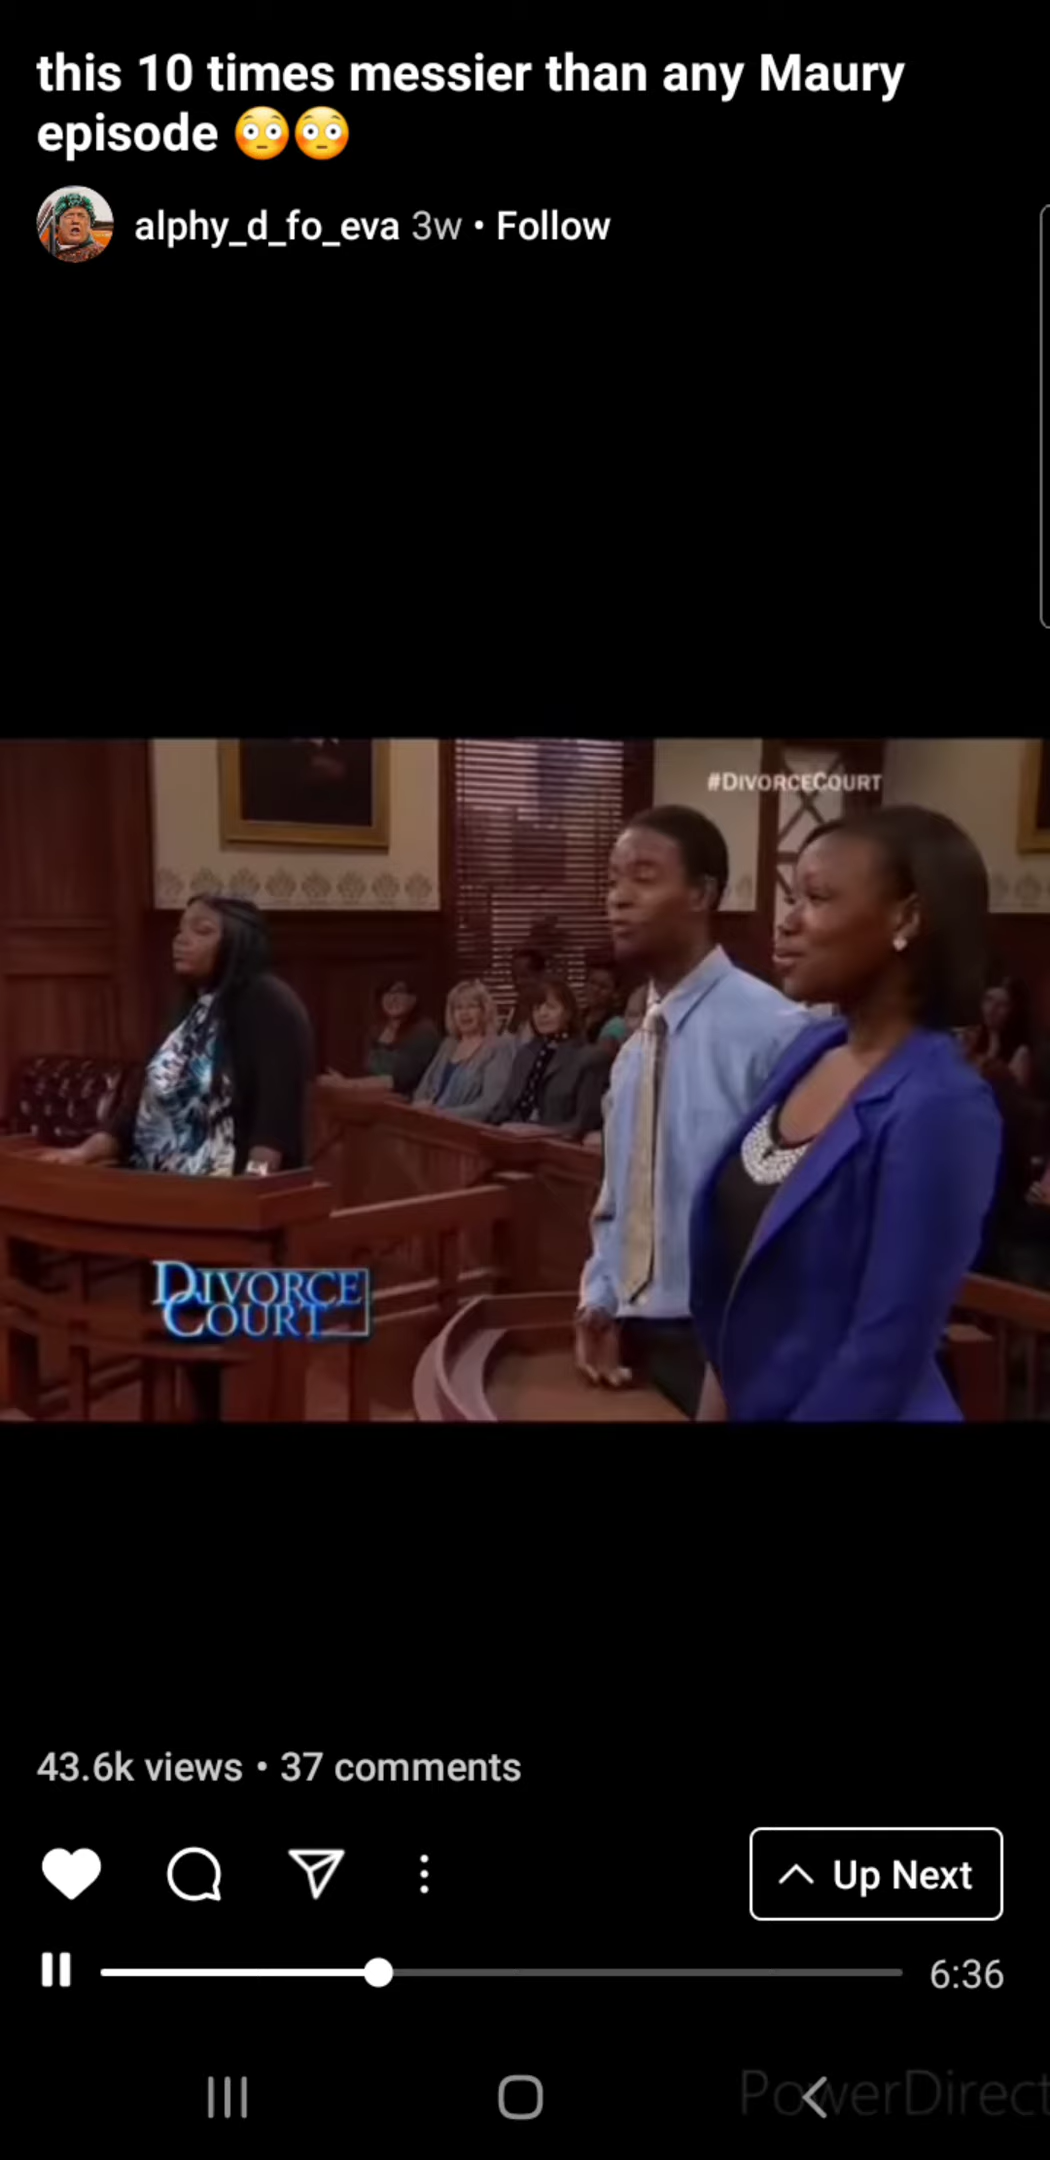 this 10 times messier than any Maury
episode 😳😳
alphy_d_fo_eva 3w • Follow
#DIVORCECOURT
DIVORCE
COURT
43.6k views • 37 comments
Up Next
6:36
PowerDirect